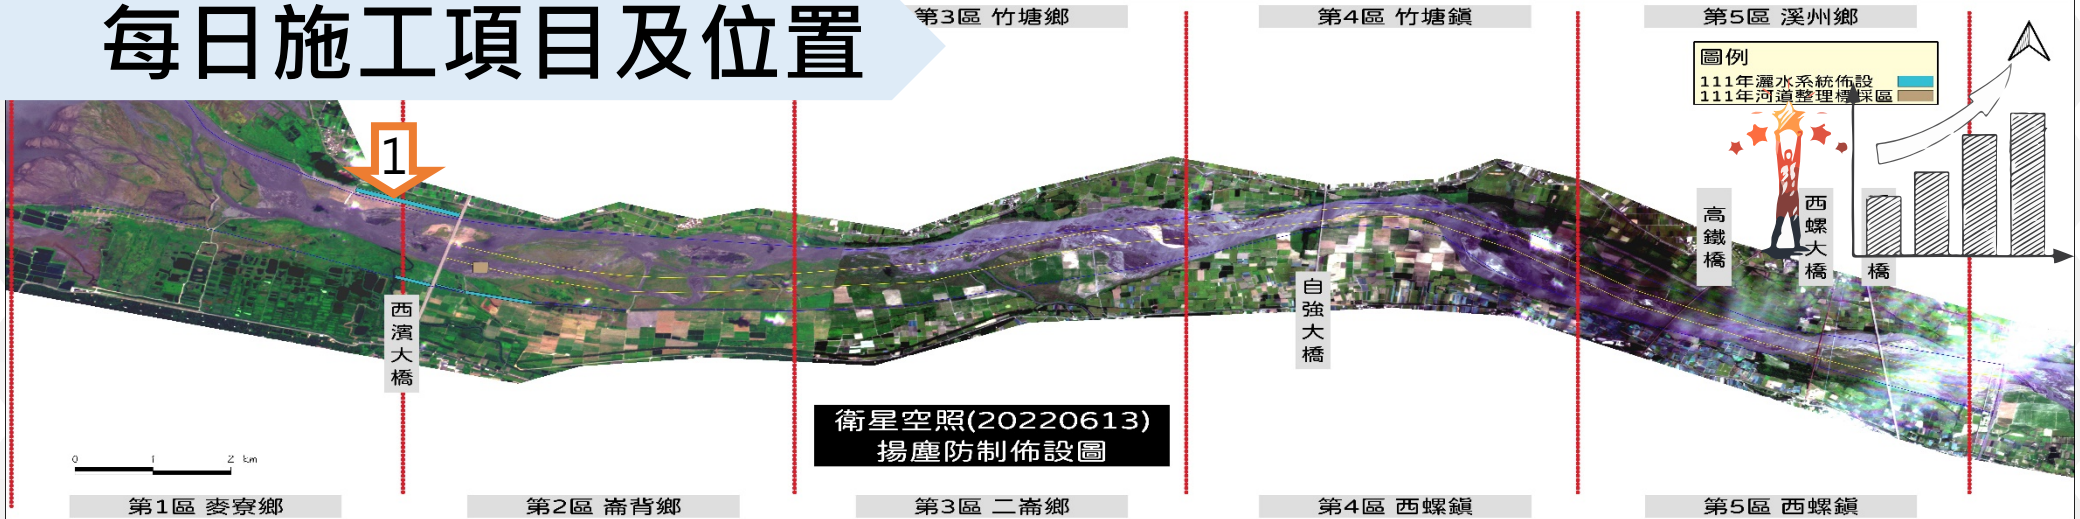 每日施工項目及位置
第3區 竹塘鄉
第4區 竹塘鎮
第5區 溪州鄉
圖例
111年灑水系統佈設
111年河道整理標採區
1
高鐵橋
西螺大橋
橋
西濱大橋
自強大橋
衛星空照(20220613)
揚塵防制佈設圖
0 1 2 km
第1區 麥寮鄉
第2區 崙背鄉
第3區 二崙鄉
第4區 西螺鎮
第5區 西螺鎮